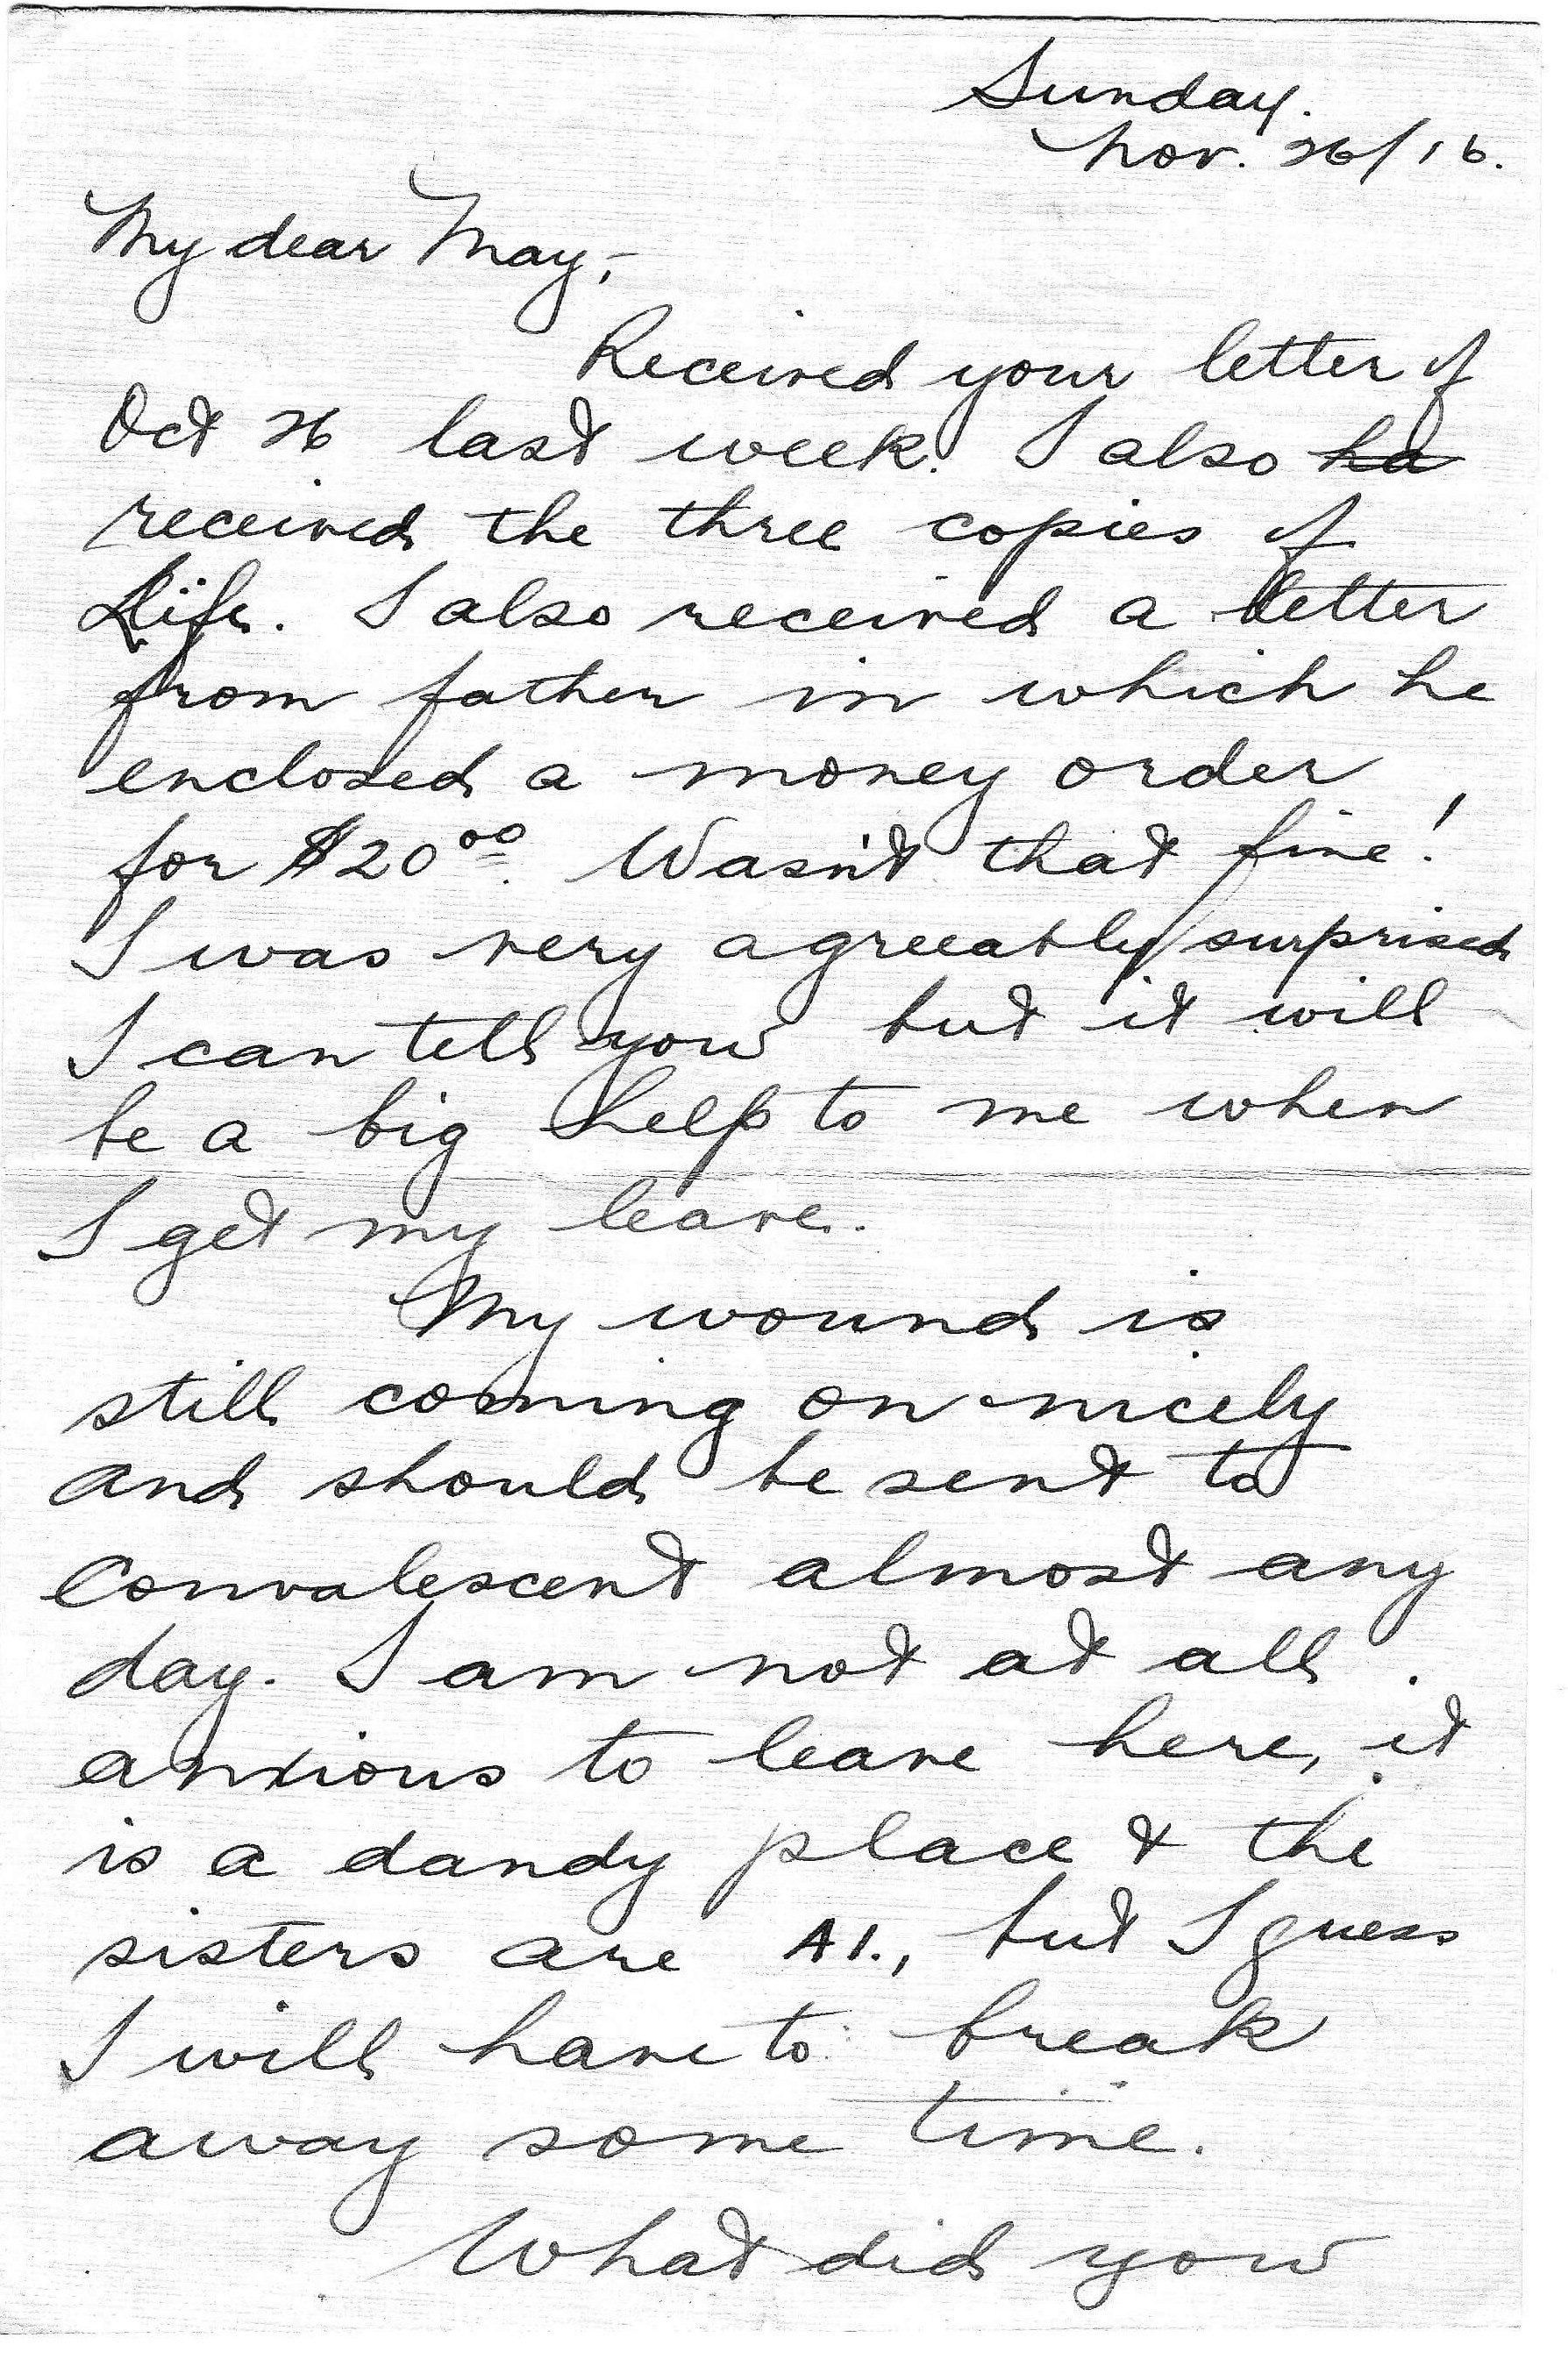 Sunday.
Nov. 26/16.
My dear May,
Received your letter of
Oct 26 last week. I also ha
received the three copies of
Life. I also received a letter
from father in which he
enclosed a money order
for $20.00. Wasn't that fine!
I was very agreeably surprised
I can tell you but it will
be a big help to me when
I get my leave.
My wound is
still coming on nicely
and should be sent to
Convalescent almost any
day. I am not at all
anxious to leave here, it
is a dandy place & the
sisters are A1., but I guess
I will have to break
away some time.
What did you